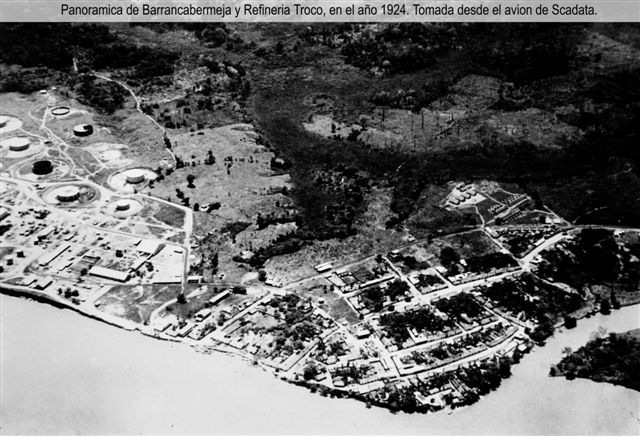 Panoramica de Barrancabermeja y Refineria Troco, en el año 1924. Tomada desde el avion de Scadata.